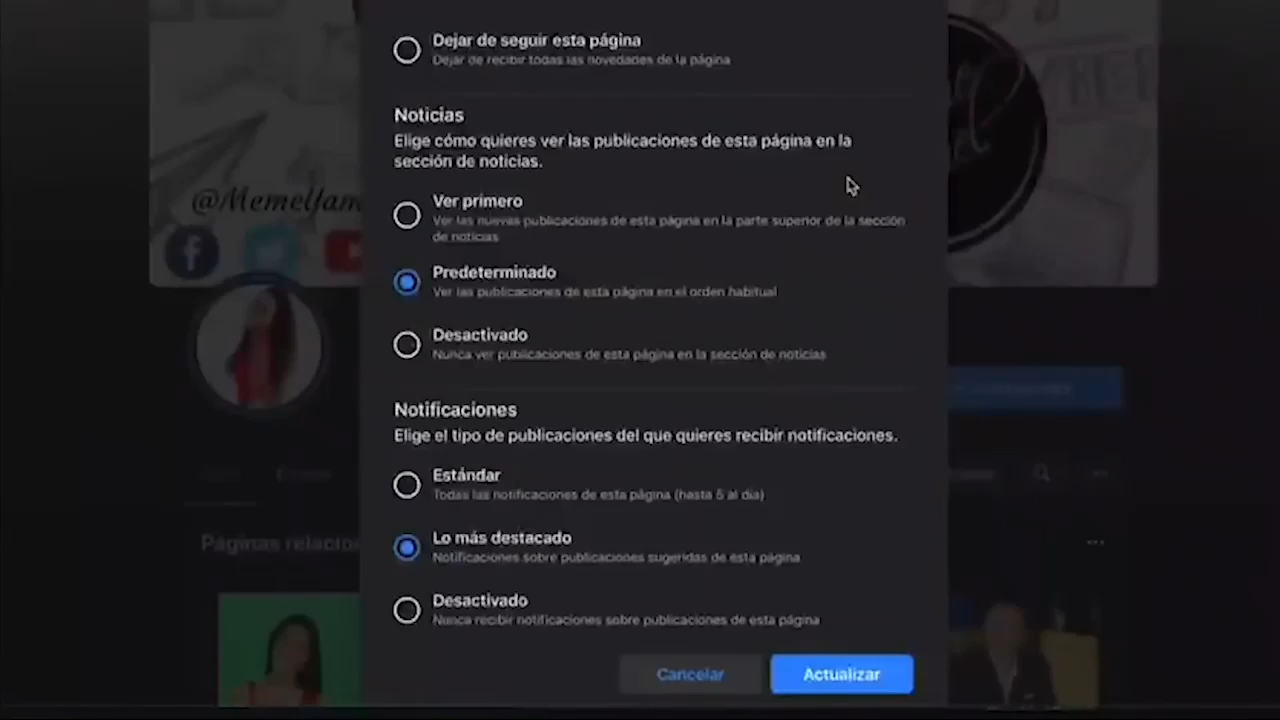 Dejar de seguir esta página
Dejar de recibir todas las novedades de la página
Noticias
Elige cómo quieres ver las publicaciones de esta página en la
sección de noticias.
Ver primero
Ver las nuevas publicaciones de esta página en la parte superior de la sección
de noticias
Predeterminado
Ver las publicaciones de esta página en el orden habitual
Desactivado
Nunca ver publicaciones de esta página en la sección de noticias
Notificaciones
Elige el tipo de publicaciones del que quieres recibir notificaciones.
Estándar
Todas las notificaciones de esta página (hasta 5 al día)
Lo más destacado
Notificaciones sobre publicaciones sugeridas de esta página
Desactivado
Nunca recibir notificaciones sobre publicaciones de esta página
Cancelar
Actualizar
Páginas